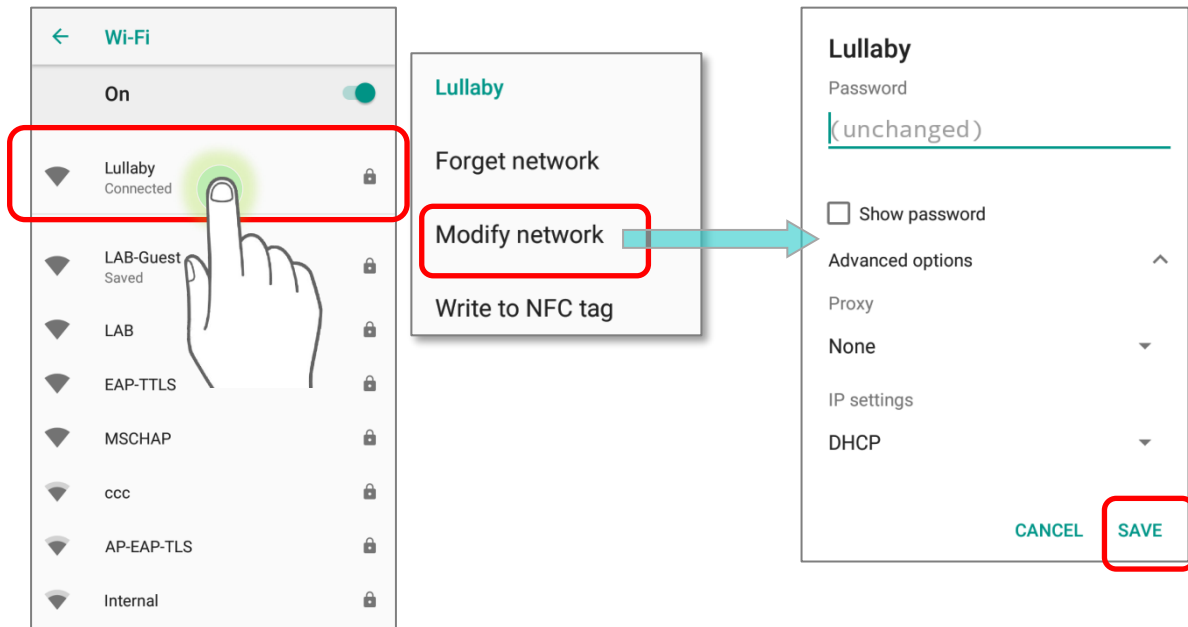 Wi-Fi
On
Lullaby
Connected
LAB-Guest
Saved
LAB
EAP-TTLS
MSCHAP
ccc
AP-EAP-TLS
Internal
Lullaby
Forget network
Modify network
Write to NFC tag
Lullaby
Password
(unchanged)
Show password
Advanced options
Proxy
None
IP settings
DHCP
CANCEL SAVE